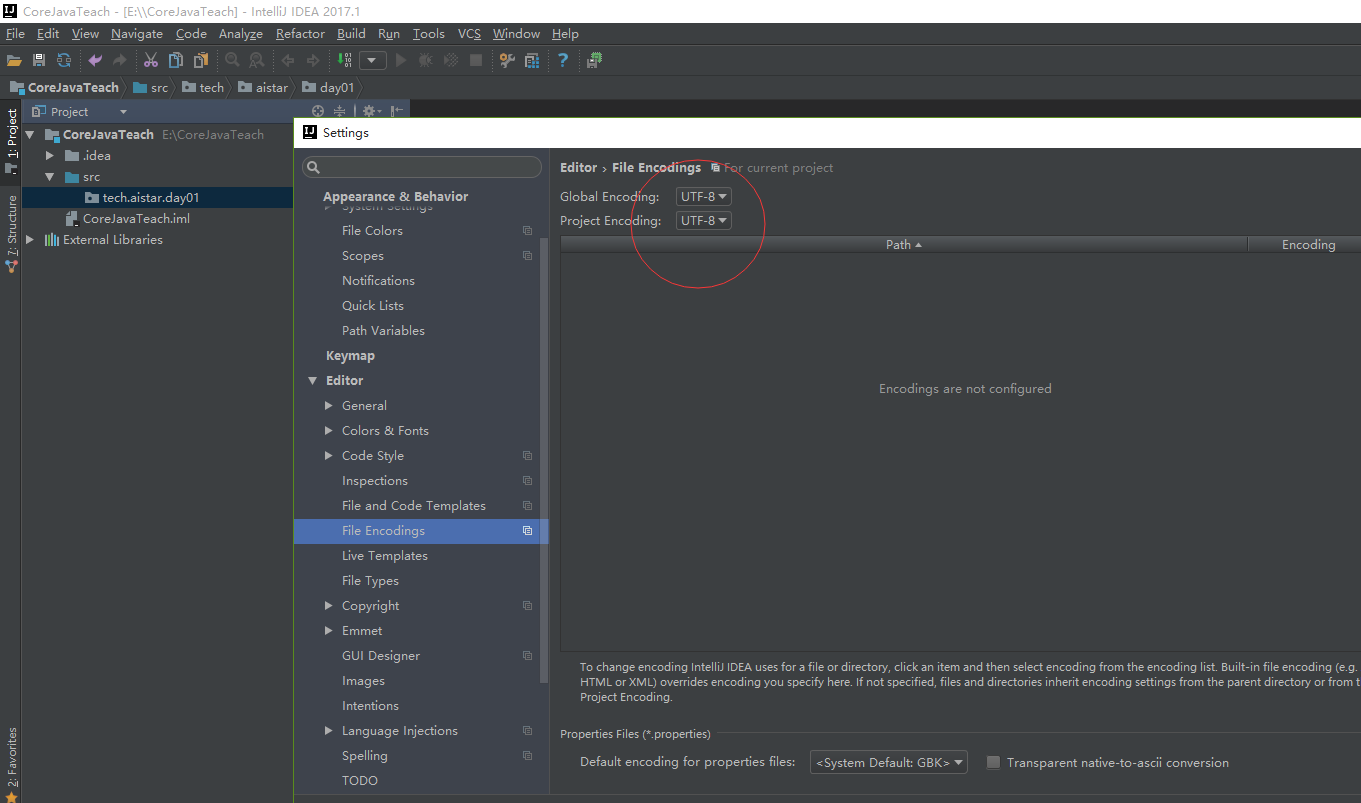 CoreJavaTeach - [E:\\CoreJavaTeach] - IntelliJ IDEA 2017.1
File Edit View Navigate Code Analyze Refactor Build Run Tools VCS Window Help
CoreJavaTeach src tech aistar day01
1: Project
7: Structure
2: Favorites
Project
CoreJavaTeach E:\CoreJavaTeach
.idea
src
tech.aistar.day01
CoreJavaTeach.iml
External Libraries
Settings
Appearance & Behavior
System Settings
File Colors
Scopes
Notifications
Quick Lists
Path Variables
Keymap
Editor
General
Colors & Fonts
Code Style
Inspections
File and Code Templates
File Encodings
Live Templates
File Types
Copyright
Emmet
GUI Designer
Images
Intentions
Language Injections
Spelling
TODO
Editor › File Encodings For current project
Global Encoding: UTF-8
Project Encoding: UTF-8
Path Encoding
Encodings are not configured
To change encoding IntelliJ IDEA uses for a file or directory, click an item and then select encoding from the encoding list. Built-in file encoding (e.g.
HTML or XML) overrides encoding you specify here. If not specified, files and directories inherit encoding settings from the parent directory or from t
Project Encoding.
Properties Files (*.properties)
Default encoding for properties files: <System Default: GBK> Transparent native-to-ascii conversion